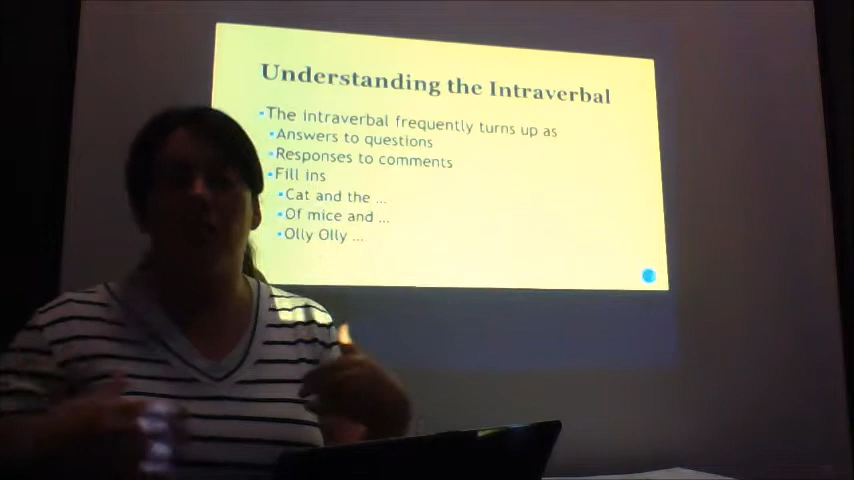 Understanding the Intraverbal
The intraverbal frequently turns up as
Answers to questions
Responses to comments
Fill ins
Cat and the ...
Of mice and ...
Olly Olly ...